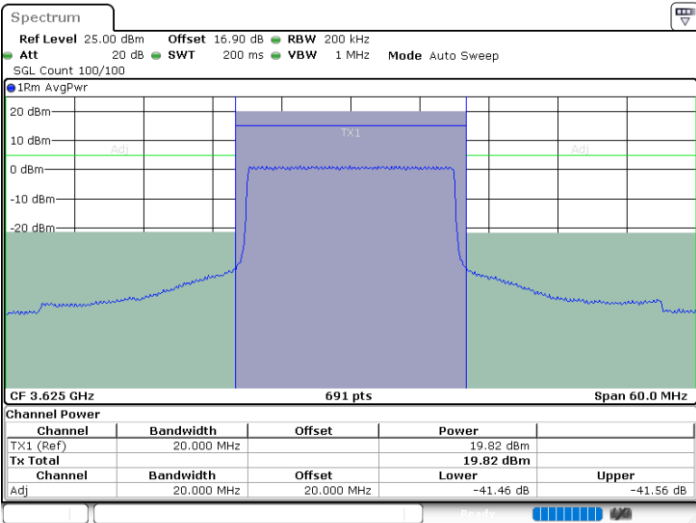 Spectrum
Ref Level 25.00 dBm Offset 16.90 dB RBW 200 kHz
Att 20 dB SWT 200 ms VBW 1 MHz Mode Auto Sweep
SGL Count 100/100
1Rm AvgPwr
20 dBm
TX1
10 dBm
Adj Adj
0 dBm
-10 dBm
-20 dBm
CF 3.625 GHz 691 pts Span 60.0 MHz
Channel Power
Channel Bandwidth Offset Power
TX1 (Ref) 20.000 MHz 19.82 dBm
Tx Total 19.82 dBm
Channel Bandwidth Offset Lower Upper
Adj 20.000 MHz 20.000 MHz -41.46 dB -41.56 dB
Ready